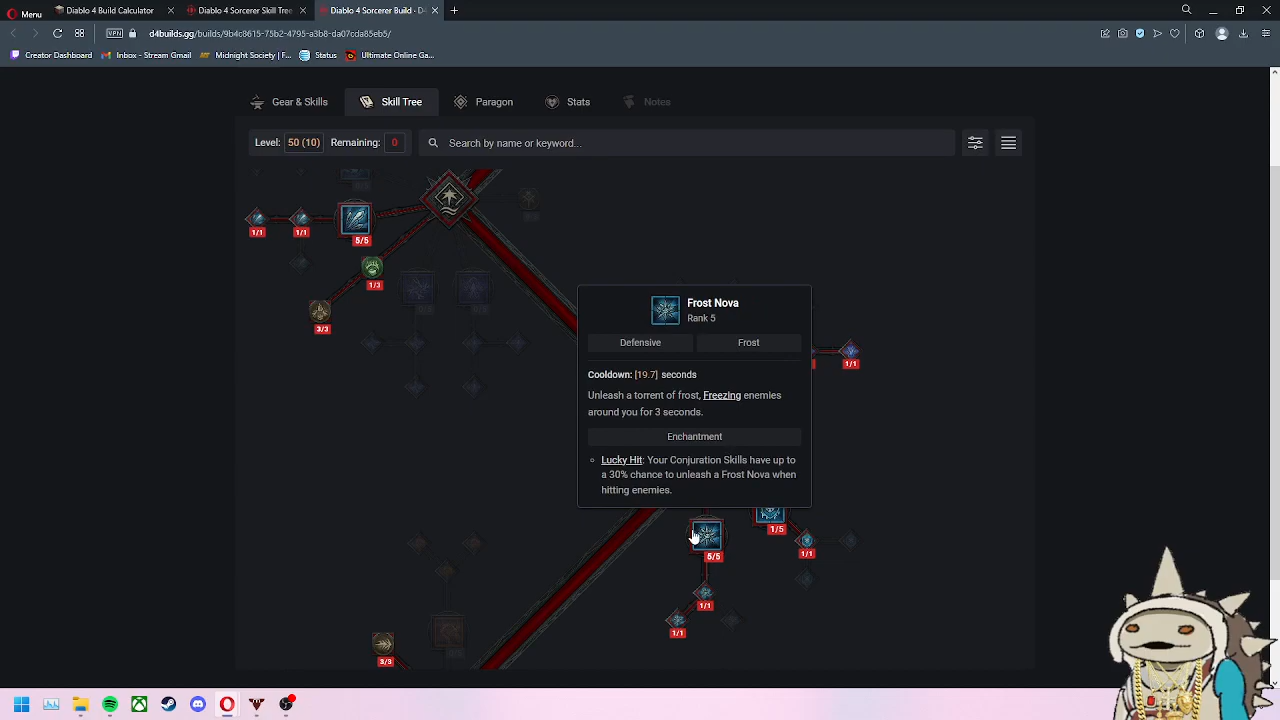 Menu
Diablo 4 Build Calculator
Diablo 4 Sorcerer Skill Tree
Diablo 4 Sorcerer Build - D4
VPN
d4builds.gg/builds/9b4c8615-75b2-4795-a3b8-da07cda85eb5/
Creator Dashboard
Inbox - Stream Gmail
Midnight Society | F...
Status
Ultimate Online Ga...
Gear & Skills
Skill Tree
Paragon
Stats
Notes
Level: 50 (10) Remaining: 0
Search by name or keyword...
1/1
1/1
5/5
1/3
3/3
Frost Nova
Rank 5
Defensive
Frost
Cooldown: [19.7] seconds
Unleash a torrent of frost, Freezing enemies
around you for 3 seconds.
Enchantment
Lucky Hit: Your Conjuration Skills have up to
a 30% chance to unleash a Frost Nova when
hitting enemies.
1/1
1/5
1/1
5/5
1/1
1/1
3/3